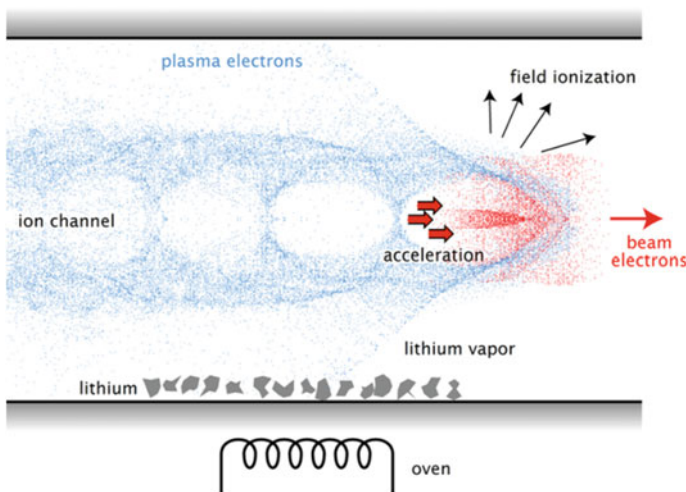 plasma electrons
field ionization
ion channel
acceleration
beam
electrons
lithium vapor
lithium
oven